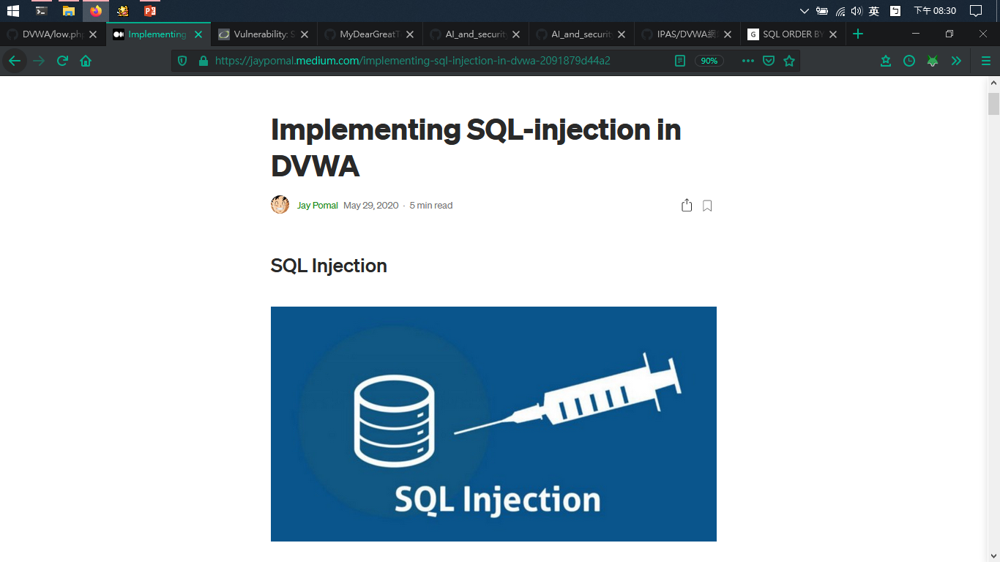 英 ㄅ 下午 08:30
DVWA/low.php
Implementing
Vulnerability: S
MyDearGreatT
AI_and_securit
AI_and_securit
IPAS/DVWA網
G SQL ORDER BY
https://jaypomal.medium.com/implementing-sql-injection-in-dvwa-2091879d44a2
90%
Implementing SQL-injection in
DVWA
Jay Pomal May 29, 2020 · 5 min read
SQL Injection
SQL Injection